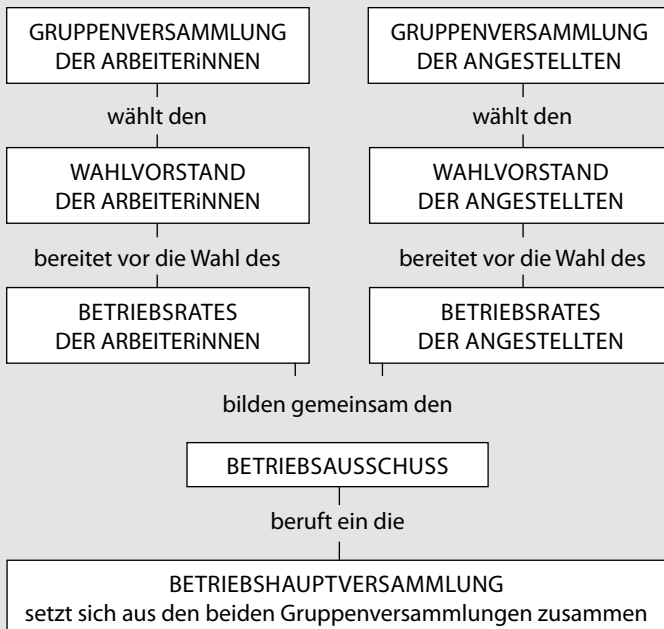 GRUPPENVERSAMMLUNG
DER ARBEITERiNNEN
wählt den
WAHLVORSTAND
DER ARBEITERiNNEN
bereitet vor die Wahl des
BETRIEBSRATES
DER ARBEITERiNNEN
GRUPPENVERSAMMLUNG
DER ANGESTELLTEN
wählt den
WAHLVORSTAND
DER ANGESTELLTEN
bereitet vor die Wahl des
BETRIEBSRATES
DER ANGESTELLTEN
bilden gemeinsam den
BETRIEBSAUSSCHUSS
beruft ein die
BETRIEBSHAUPTVERSAMMLUNG
setzt sich aus den beiden Gruppenversammlungen zusammen